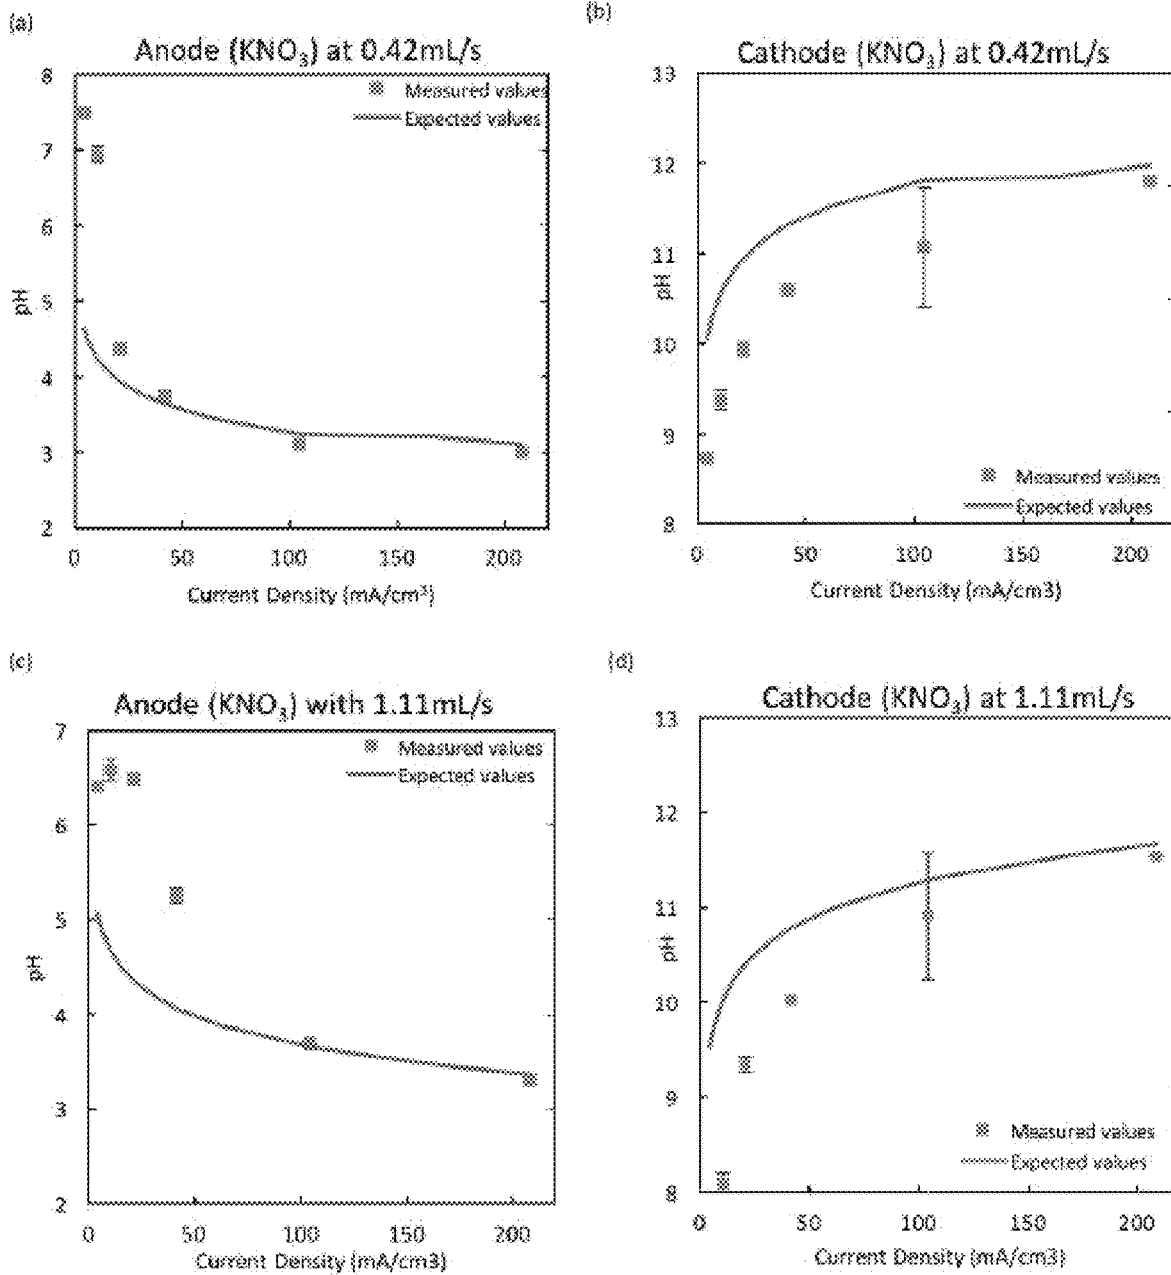 (a)
Anode (KNO3) at 0.42mL/s
8
7
6
5
4
3
2
pH
Measured values
Expected values
0 50 100 150 200
Current Density (mA/cm³)
(b)
Cathode (KNO3) at 0.42mL/s
13
12
11
10
9
8
pH
Measured values
Expected values
0 50 100 150 200
Current Density (mA/cm3)
(c)
Anode (KNO3) with 1.11mL/s
7
6
5
4
3
2
pH
Measured values
Expected values
0 50 100 150 200
Current Density (mA/cm3)
(d)
Cathode (KNO3) at 1.11mL/s
13
12
11
10
9
8
pH
Measured values
Expected values
0 50 100 150 200
Current Density (mA/cm3)